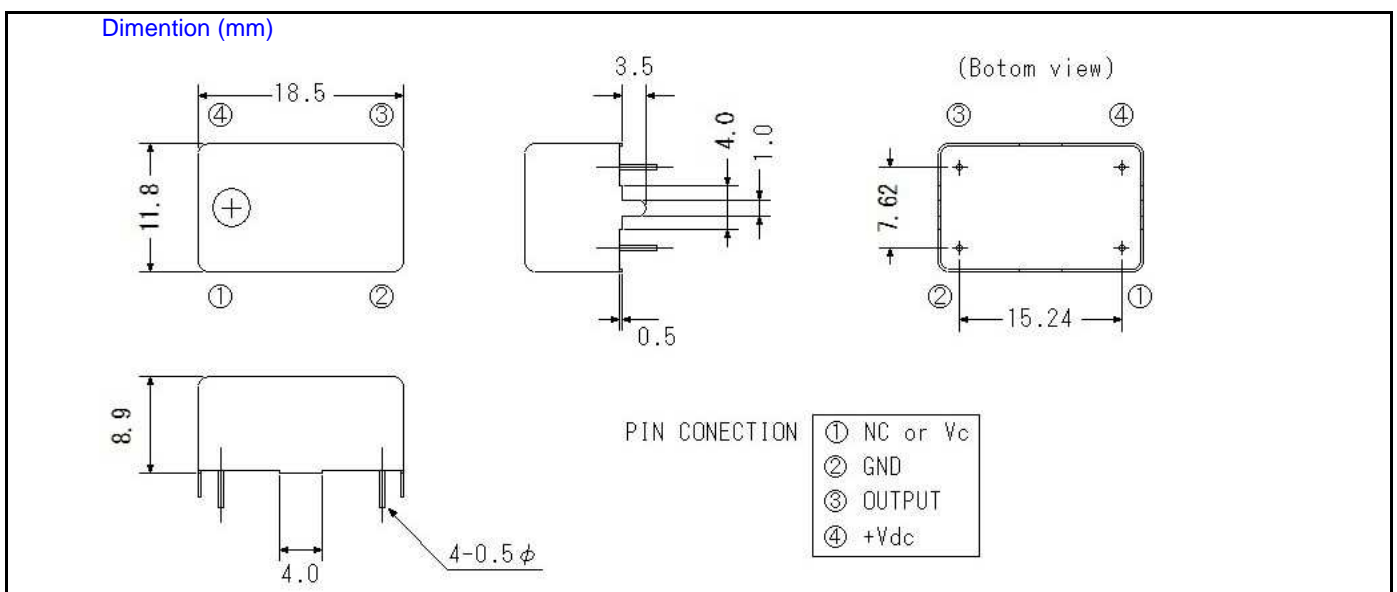 Dimention (mm)
18.5
④ ③
11.8
① ②
3.5
4.0
1.0
0.5
(Botom view)
③ ④
7.62
② ①
15.24
8.9
4.0
4-0.5φ
PIN CONECTION
① NC or Vc
② GND
③ OUTPUT
④ +Vdc